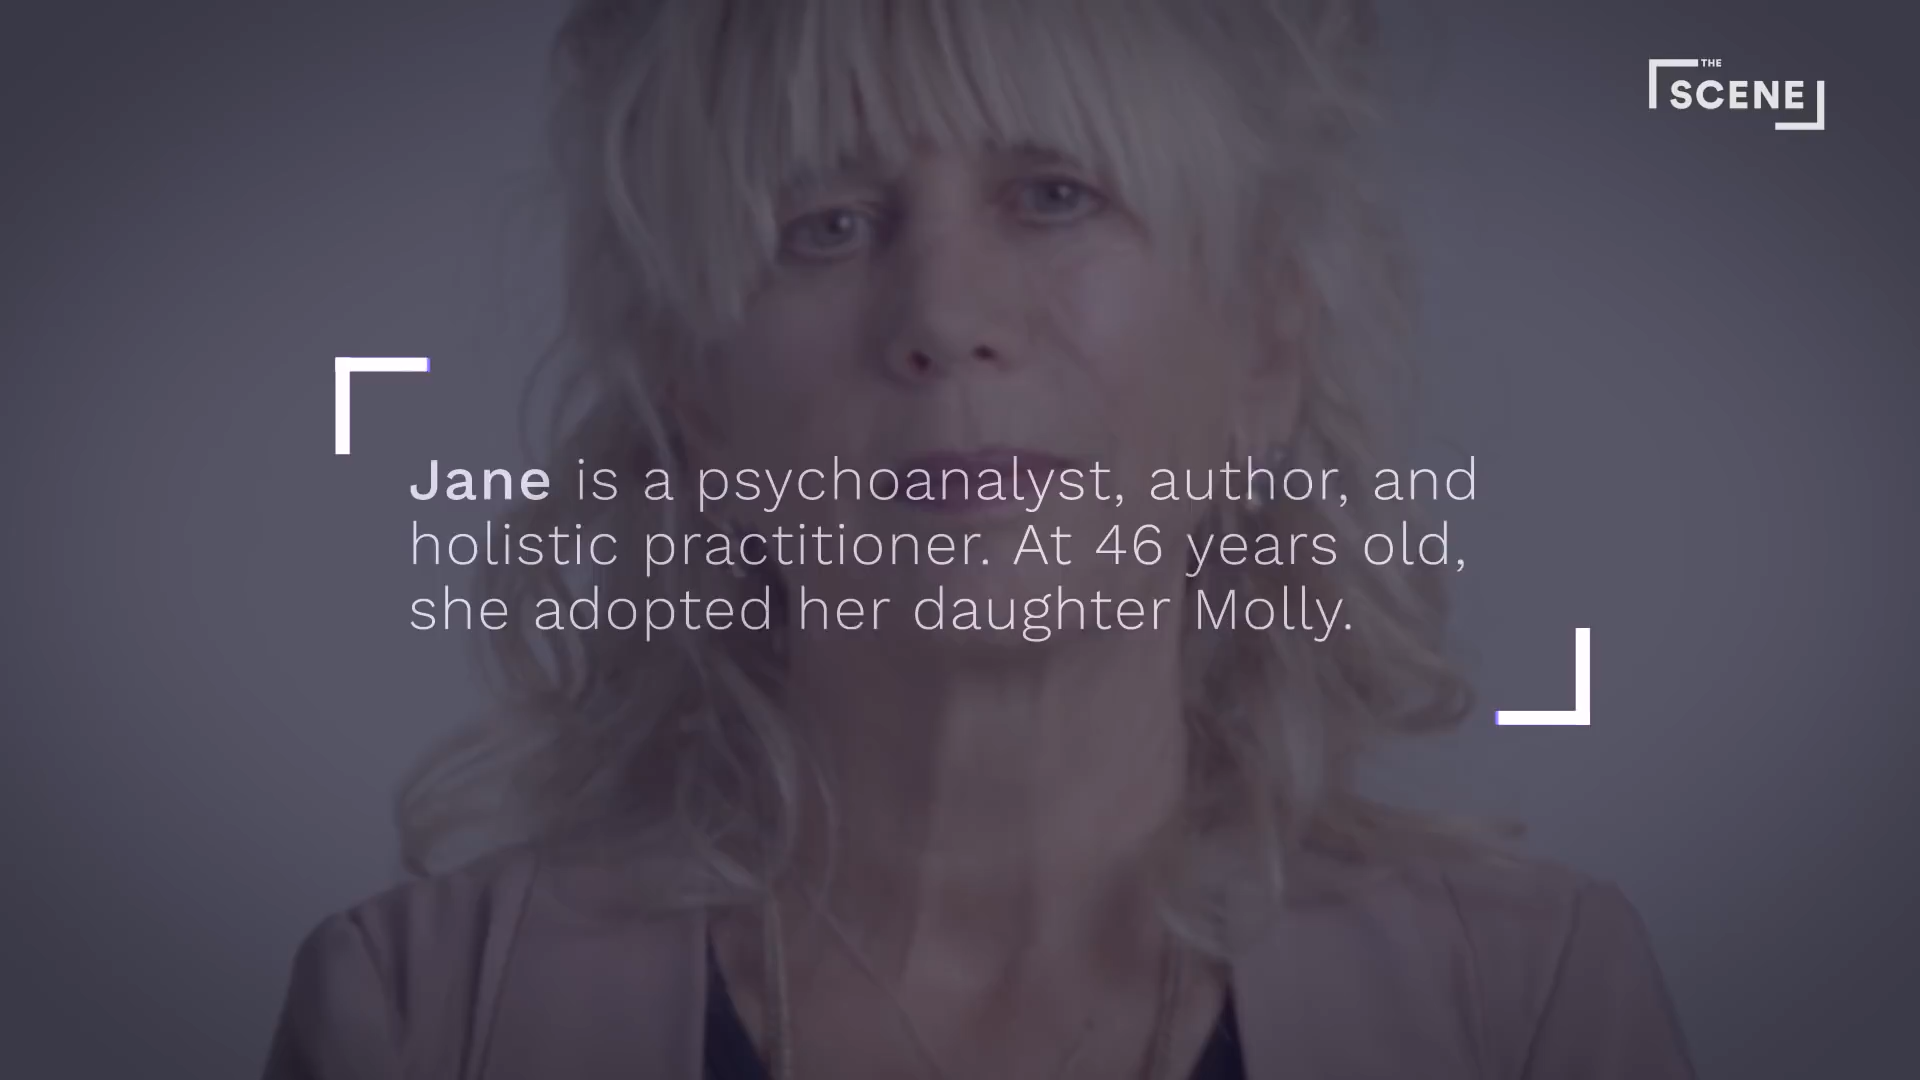 THE
SCENE
Jane is a psychoanalyst, author, and
holistic practitioner. At 46 years old,
she adopted her daughter Molly.